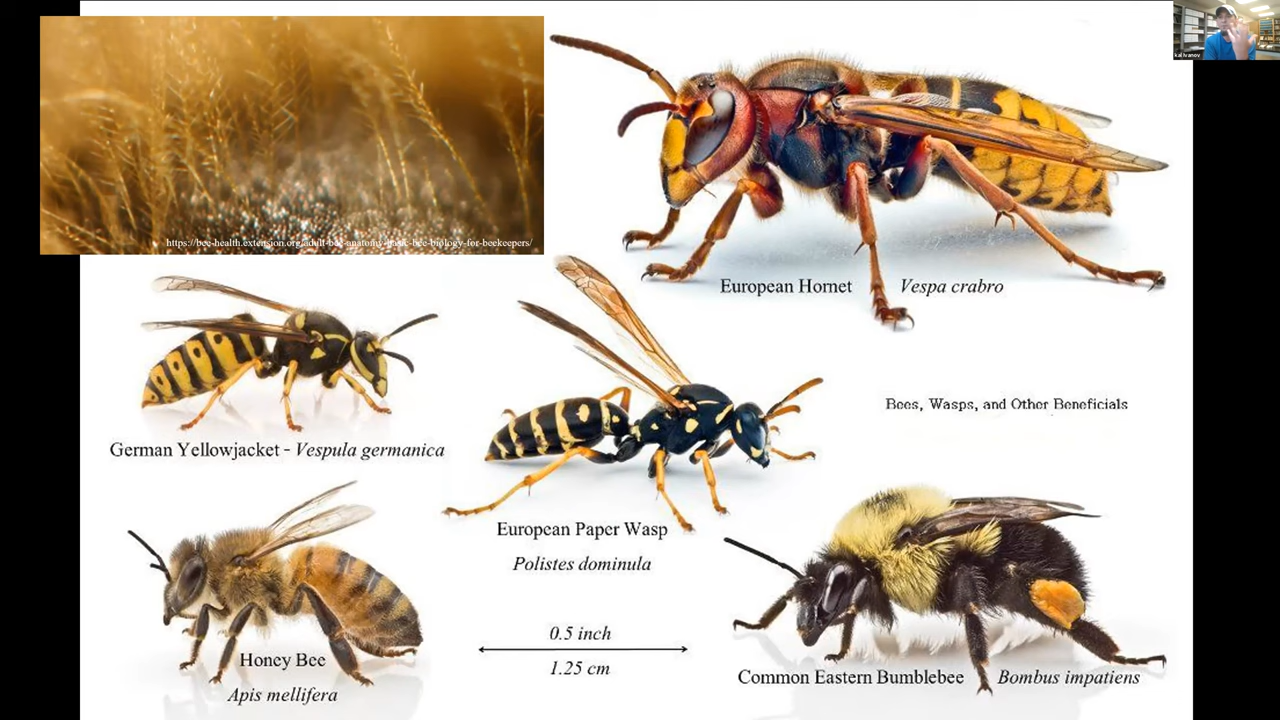 https://bee-health.extension.org/adult-bee-anatomy-basic-bee-biology-for-beekeepers/
European Hornet Vespa crabro
German Yellowjacket - Vespula germanica
Bees, Wasps, and Other Beneficials
European Paper Wasp
Polistes dominula
0.5 inch
1.25 cm
Honey Bee
Apis mellifera
Common Eastern Bumblebee Bombus impatiens